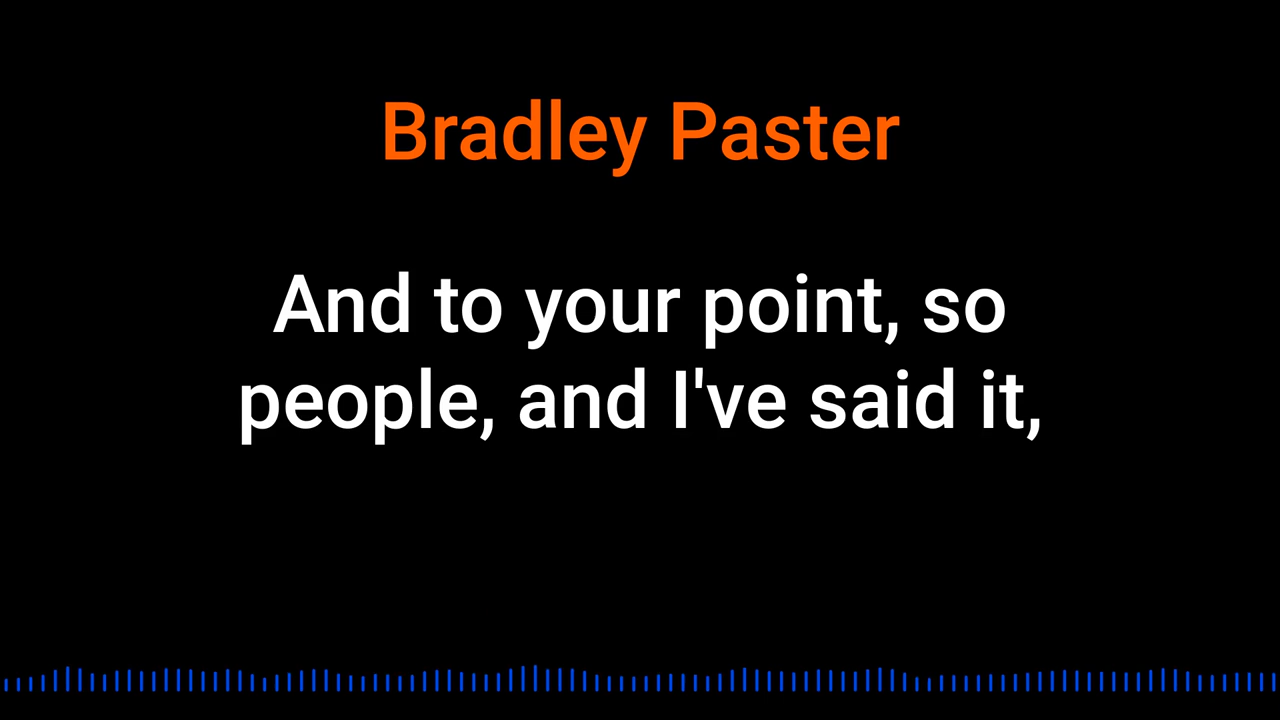 Bradley Paster
And to your point, so
people, and I've said it,